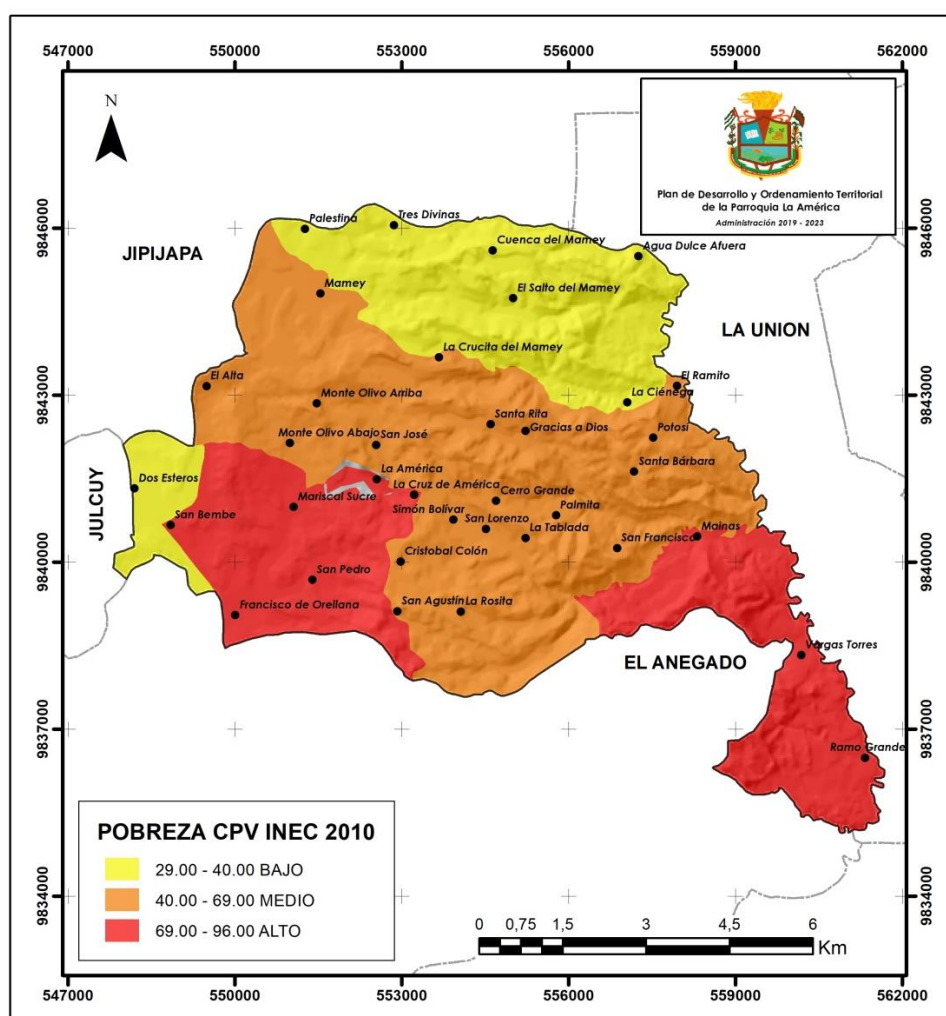 547000 550000 553000 556000 559000 562000
N
Plan de Desarrollo y Ordenamiento Territorial
de la Parroquia La América
Administración 2019 - 2023
9846000 9846000
Palestina
Tres Divinas
Cuenca del Mamey
Agua Dulce Afuera
JIPIJAPA
Mamey
El Salto del Mamey
LA UNION
La Crucita del Mamey
9843000 9843000
El Alta
El Ramito
Monte Olivo Arriba
La Ciénega
Santa Rita
Gracias a Dios
Potosí
Monte Olivo Abajo
San José
Santa Bárbara
JULCUY
Dos Esteros
La América
La Cruz de América
Mariscal Sucre
Cerro Grande
San Bembe
Simón Bolívar
San Lorenzo
Palmita
La Tablada
Mainas
San Francisco
9840000 9840000
Cristobal Colón
San Pedro
Francisco de Orellana
San Agustín
La Rosita
EL ANEGADO
Vargas Torres
9837000 9837000
Ramo Grande
POBREZA CPV INEC 2010
29.00 - 40.00 BAJO
40.00 - 69.00 MEDIO
69.00 - 96.00 ALTO
9834000 9834000
0 0,75 1,5 3 4,5 6
Km
547000 550000 553000 556000 559000 562000